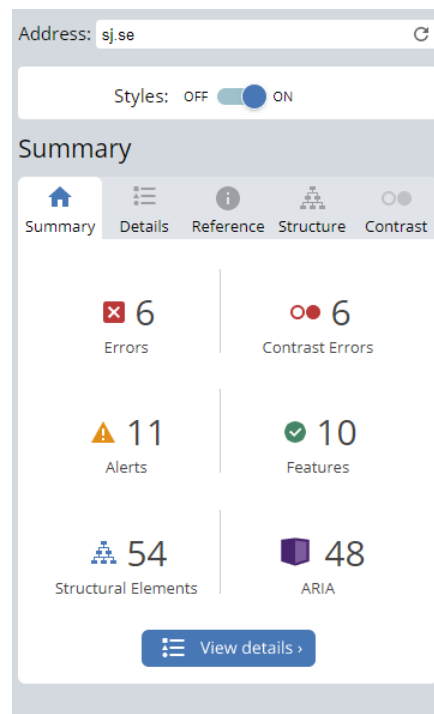 Address: sj.se
Styles: OFF ON
Summary
Summary Details Reference Structure Contrast
6 6
Errors Contrast Errors
11 10
Alerts Features
54 48
Structural Elements ARIA
View details ›